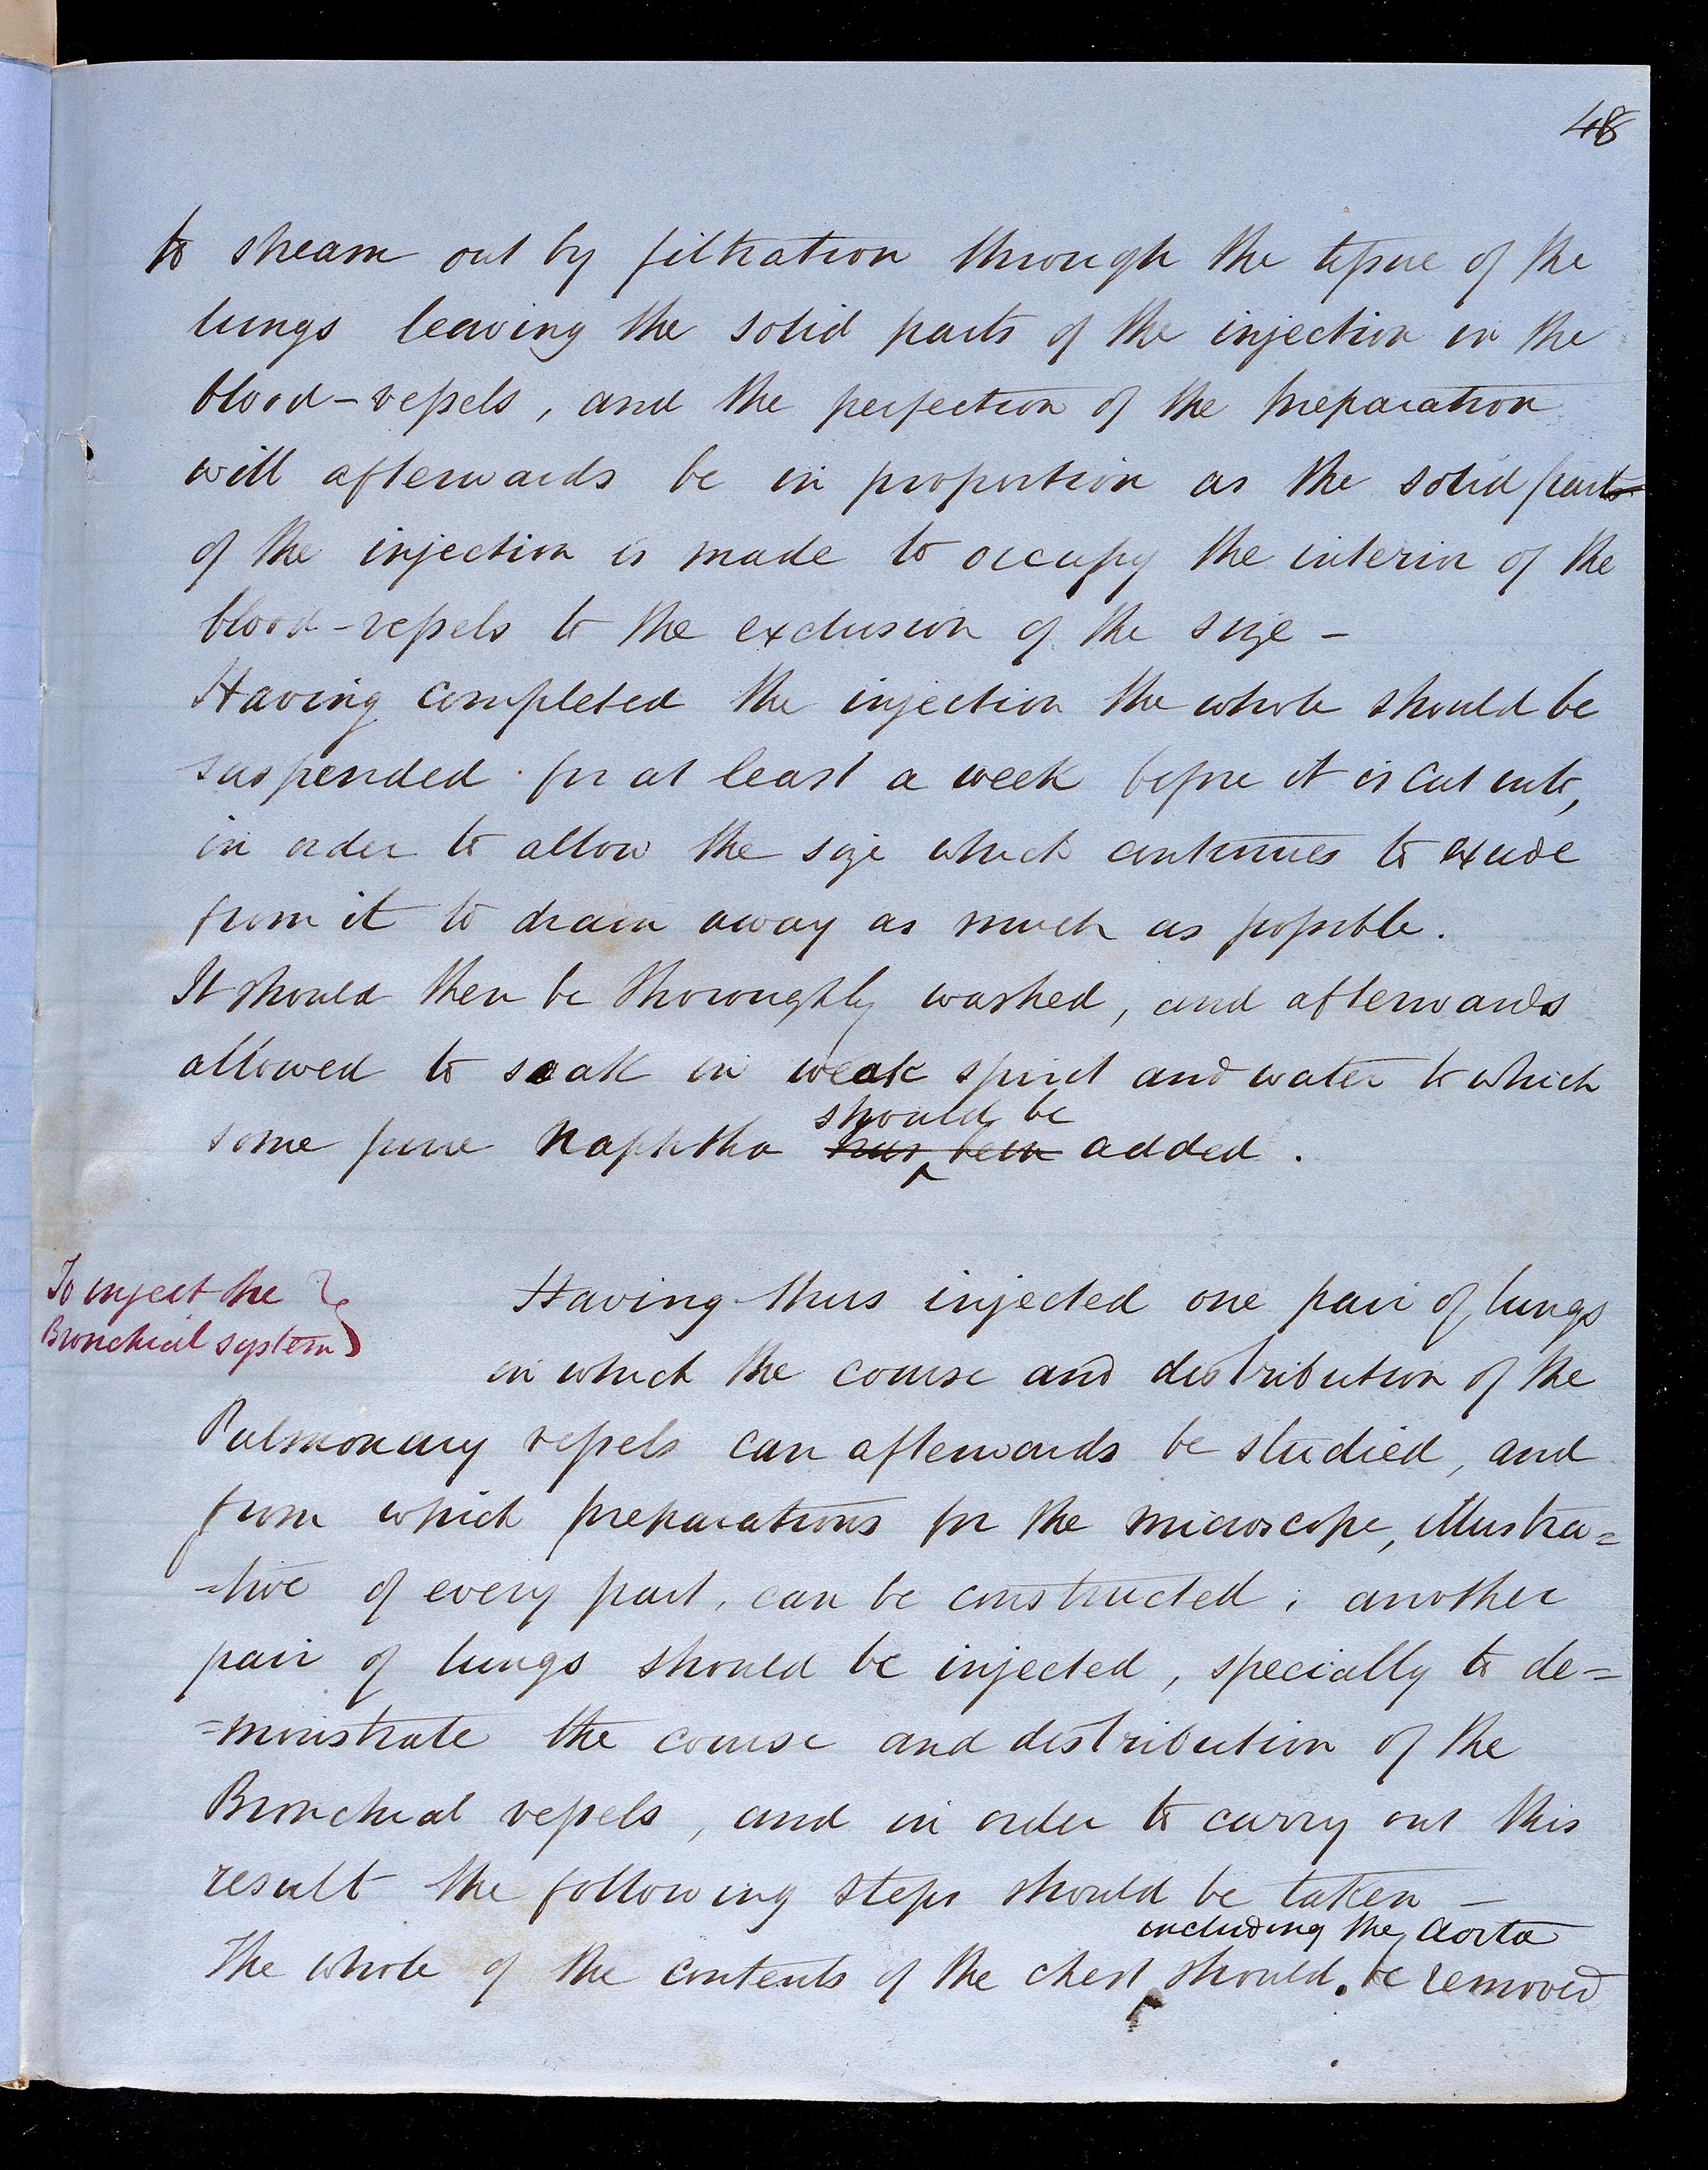 48
to stream out by filtration through the tissue of the
lungs leaving the solid parts of the injection in the
blood-vessels, and the perfection of the preparation
will afterwards be in proportion as the solid parts
of the injection is made to occupy the interior of the
blood-vessels to the exclusion of the size –
Having completed the injection the whole should be
suspended for at least a week before it is cut into,
in order to allow the size which continues to exude
from it to drain away as much as possible.
It should then be thoroughly washed, and afterwards
allowed to soak in weak spirit and water to which
should be
some pure Naphtha has been added.
To inject the
Bronchial system
Having thus injected one pair of lungs
in which the course and distribution of the
Pulmonary vessels can afterwards be studied, and
from which preparations for the microscope, illustra=
=tive of every part, can be constructed; another
pair of lungs should be injected, specially to de=
=monstrate the course and distribution of the
Bronchial vessels, and in order to carry out this
result the following steps should be taken –
including the Aorta
The whole of the contents of the chest should be removed